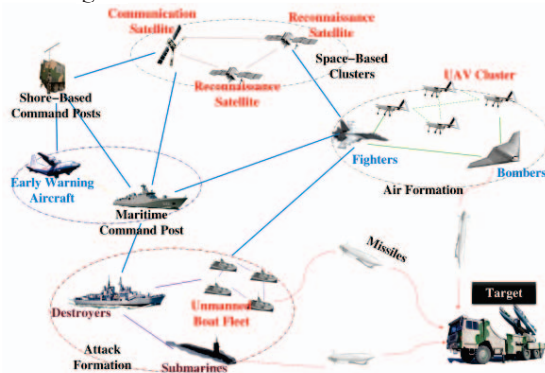 Communication
Satellite
Reconnaissance
Satellite
Reconnaissance
Satellite
Space-Based
Clusters
UAV Cluster
Shore-Based
Command Posts
Fighters
Bombers
Air Formation
Early Warning
Aircraft
Maritime
Command Post
Missiles
Target
Destroyers
Unmanned
Boat Fleet
Attack
Formation
Submarines